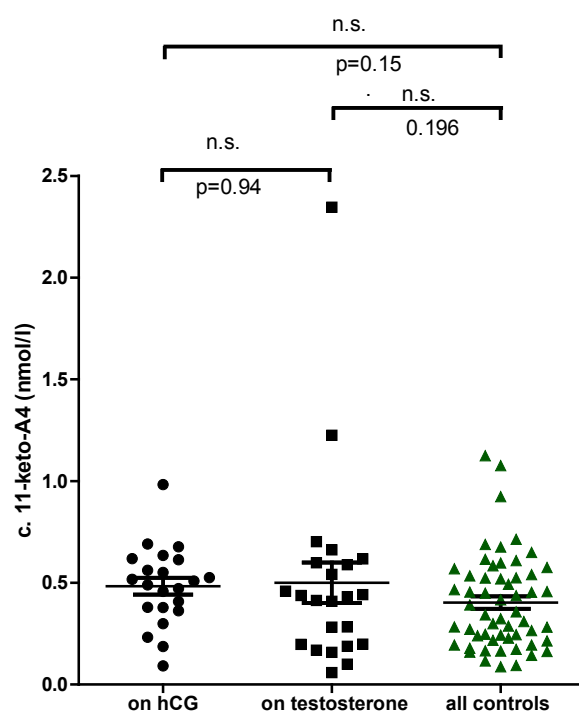 n.s.
p=0.15
n.s.
0.196
n.s.
p=0.94
c. 11-keto-A4 (nmol/l)
2.5
2.0
1.5
1.0
0.5
0.0
on hCG
on testosterone
all controls